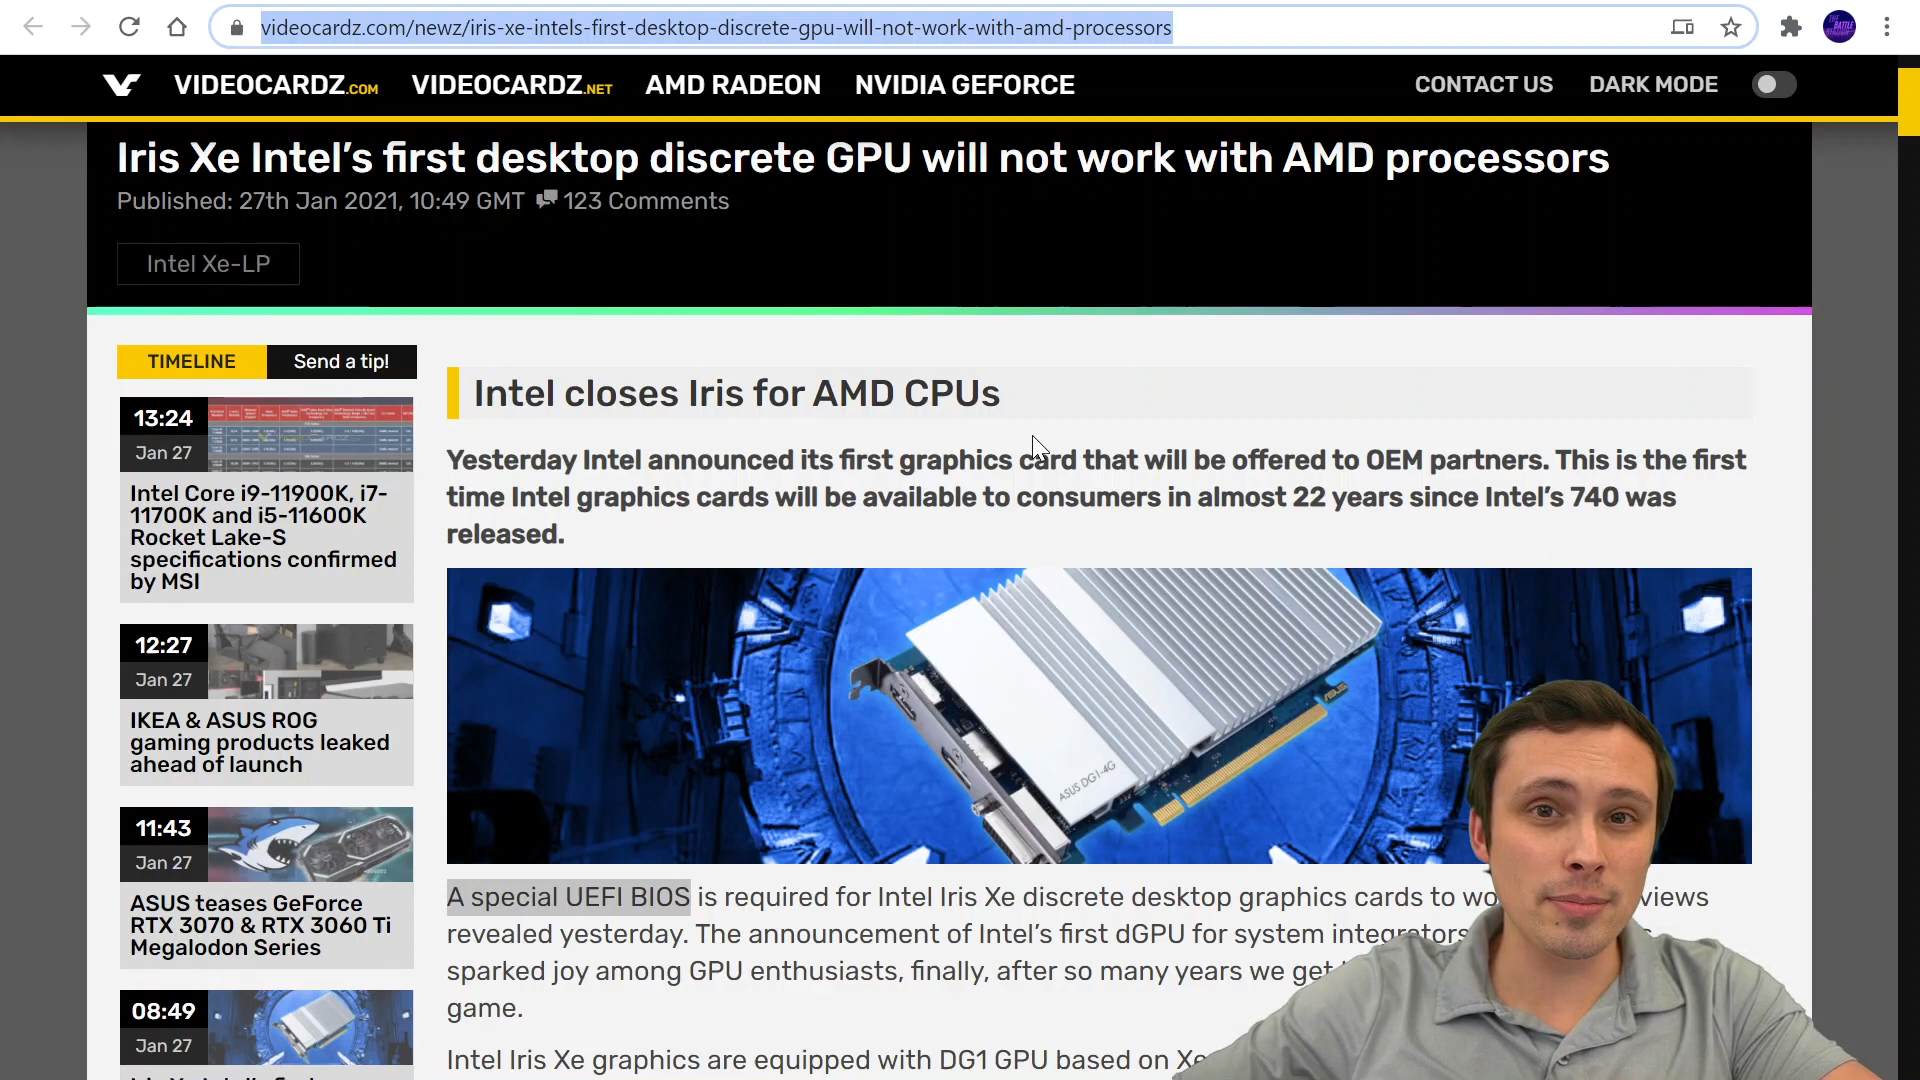 videocardz.com/newz/iris-xe-intels-first-desktop-discrete-gpu-will-not-work-with-amd-processors
VIDEOCARDZ.COM VIDEOCARDZ.NET AMD RADEON NVIDIA GEFORCE CONTACT US DARK MODE
Iris Xe Intel’s first desktop discrete GPU will not work with AMD processors
Published: 27th Jan 2021, 10:49 GMT 123 Comments
Intel Xe-LP
TIMELINE Send a tip!
13:24
Jan 27
Intel Core i9-11900K, i7-
11700K and i5-11600K
Rocket Lake-S
specifications confirmed
by MSI
12:27
Jan 27
IKEA & ASUS ROG
gaming products leaked
ahead of launch
11:43
Jan 27
ASUS teases GeForce
RTX 3070 & RTX 3060 Ti
Megalodon Series
08:49
Jan 27
Intel closes Iris for AMD CPUs
Yesterday Intel announced its first graphics card that will be offered to OEM partners. This is the first
time Intel graphics cards will be available to consumers in almost 22 years since Intel’s 740 was
released.
ASUS
ASUS DG1-4G
A special UEFI BIOS is required for Intel Iris Xe discrete desktop graphics cards to wo views
revealed yesterday. The announcement of Intel’s first dGPU for system integrators
sparked joy among GPU enthusiasts, finally, after so many years we get
game.
Intel Iris Xe graphics are equipped with DG1 GPU based on Xe